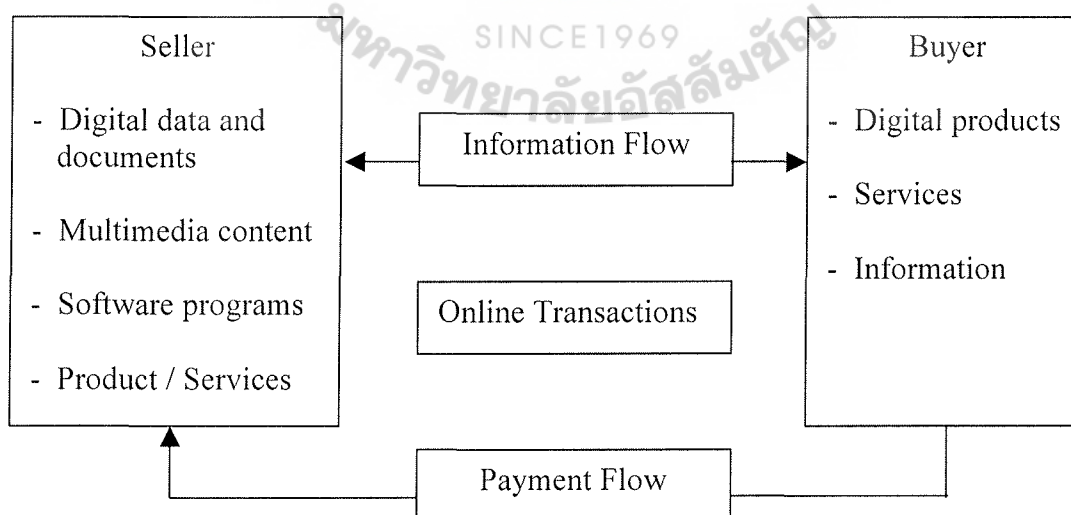 SINCE1969
มหาวิทยาลัยอัสสัมชัญ
Seller
- Digital data and
documents
- Multimedia content
- Software programs
- Product / Services
Information Flow
Online Transactions
Payment Flow
Buyer
- Digital products
- Services
- Information